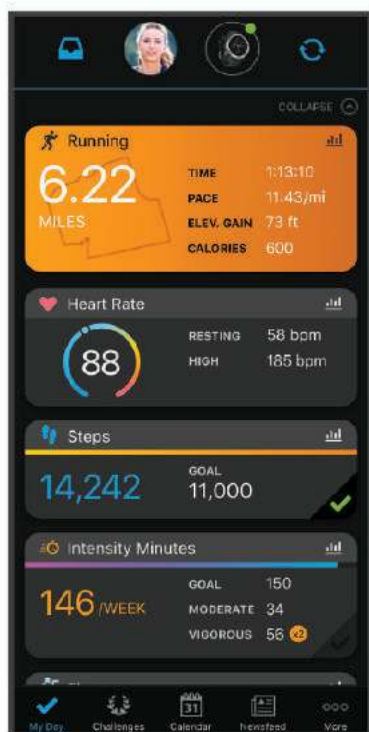 COLLAPSE
Running
6.22
MILES
TIME 1:13:10
PACE 11:43/mi
ELEV. GAIN 73 ft
CALORIES 600
Heart Rate
88
RESTING 58 bpm
HIGH 185 bpm
Steps
14,242
GOAL
11,000
Intensity Minutes
146/WEEK
GOAL 150
MODERATE 34
VIGOROUS 56 x2
31
My Day Challenges Calendar Newsfeed More